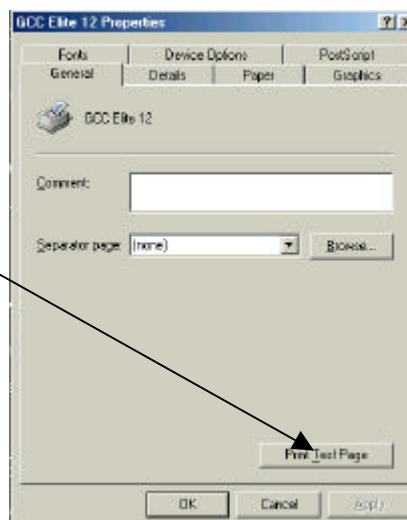 GCC Elite 12 Properties
Fonts Device Options PostScript
General Details Paper Graphics
GCC Elite 12
Comment:
Separator page: (none) Browse...
Print Test Page
OK Cancel Apply